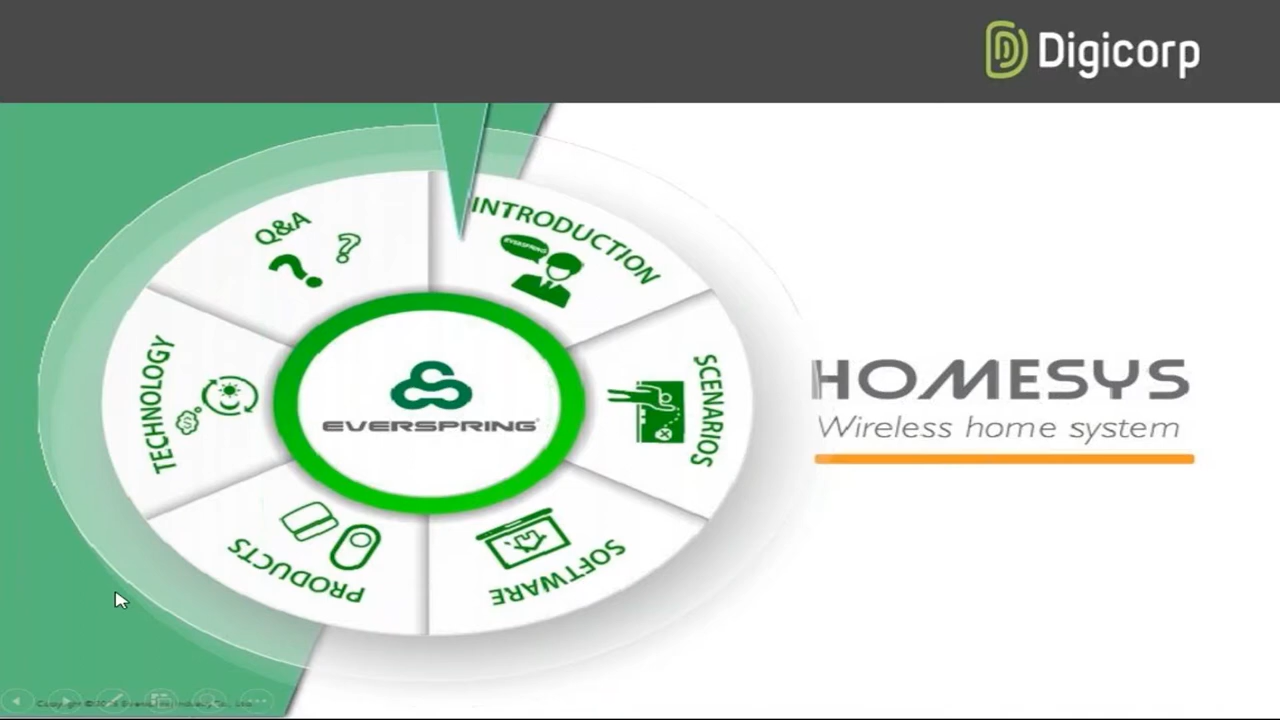 Digicorp
Q&A
INTRODUCTION
EVERSPRING
SCENARIOS
TECHNOLOGY
EVERSPRING
HOMESYS
Wireless home system
PRODUCTS
SOFTWARE